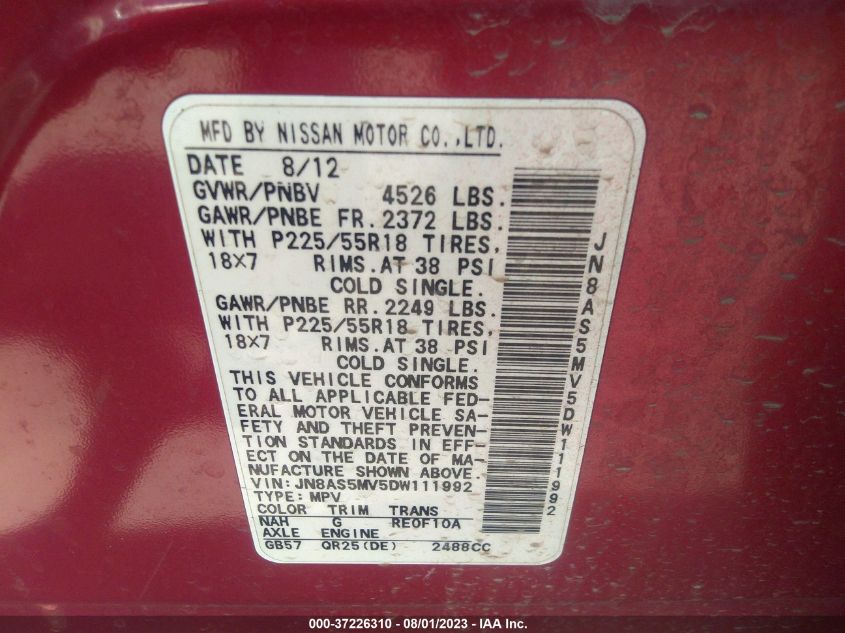 MFD BY NISSAN MOTOR CO.,LTD.
DATE 8/12
GVWR/PNBV 4526 LBS.
GAWR/PNBE FR. 2372 LBS.
WITH P225/55R18 TIRES,
18X7 RIMS.AT 38 PSI
COLD SINGLE.
GAWR/PNBE RR. 2249 LBS.
WITH P225/55R18 TIRES,
18X7 RIMS.AT 38 PSI
COLD SINGLE.
THIS VEHICLE CONFORMS
TO ALL APPLICABLE FED-
ERAL MOTOR VEHICLE SA-
FETY AND THEFT PREVEN-
TION STANDARDS IN EFF-
ECT ON THE DATE OF MA-
NUFACTURE SHOWN ABOVE.
VIN: JN8AS5MV5DW111992
TYPE: MPV
COLOR TRIM TRANS
NAH G RE0F10A
AXLE ENGINE
GB57 QR25(DE) 2488CC
JN8AS5MV5DW111992
000-37226310 - 08/01/2023 - IAA Inc.